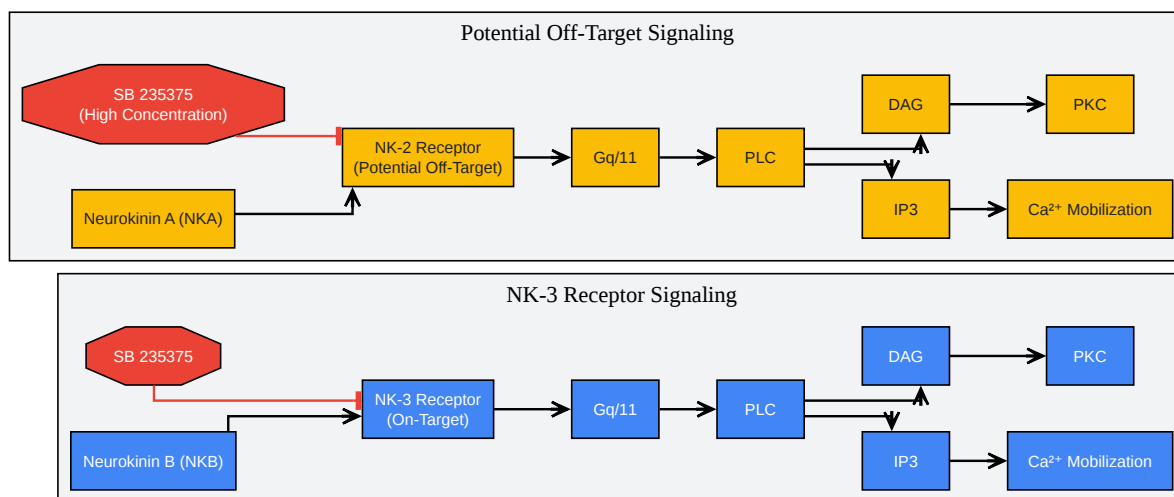 Potential Off-Target Signaling
SB 235375
(High Concentration)
NK-2 Receptor
(Potential Off-Target)
Neurokinin A (NKA)
Gq/11
PLC
DAG
PKC
IP3
Ca²⁺ Mobilization
NK-3 Receptor Signaling
SB 235375
NK-3 Receptor
(On-Target)
Neurokinin B (NKB)
Gq/11
PLC
DAG
PKC
IP3
Ca²⁺ Mobilization